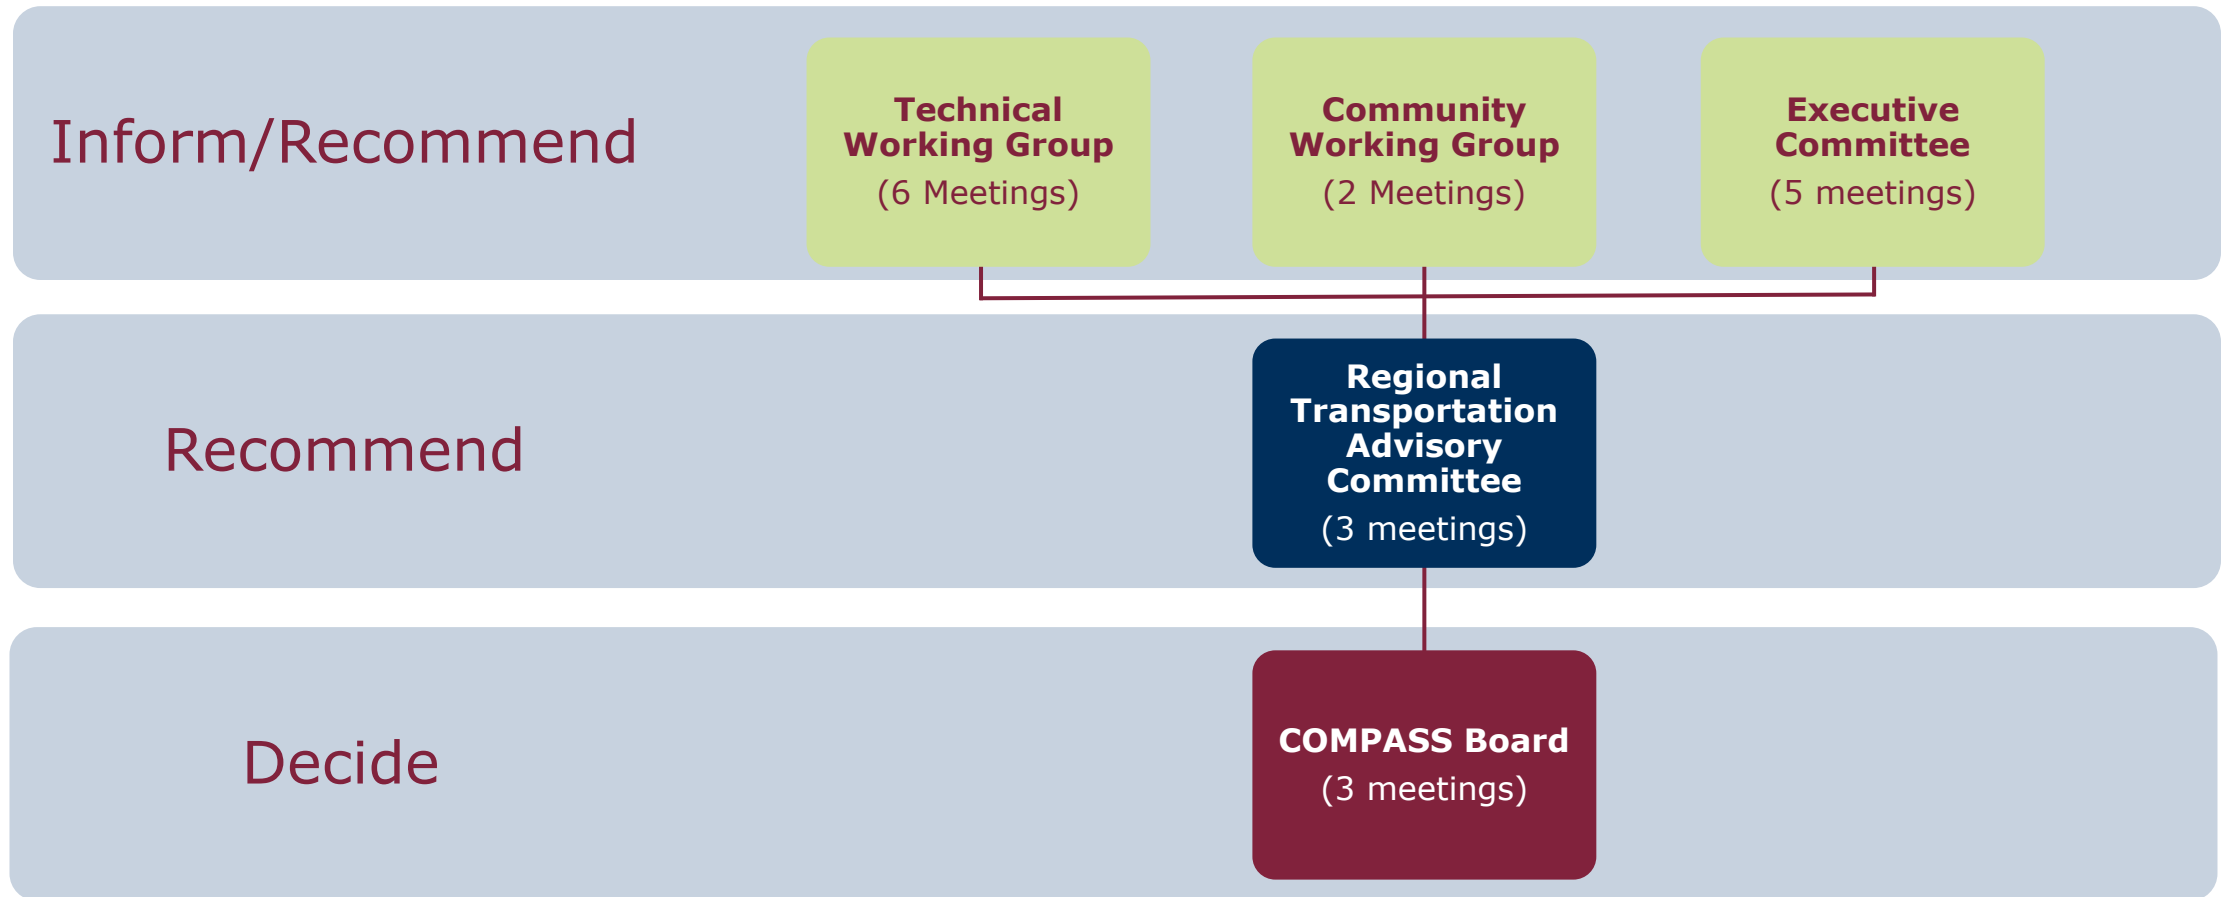 Inform/Recommend
Technical
Working Group
(6 Meetings)
Community
Working Group
(2 Meetings)
Executive
Committee
(5 meetings)
Recommend
Regional
Transportation
Advisory
Committee
(3 meetings)
Decide
COMPASS Board
(3 meetings)